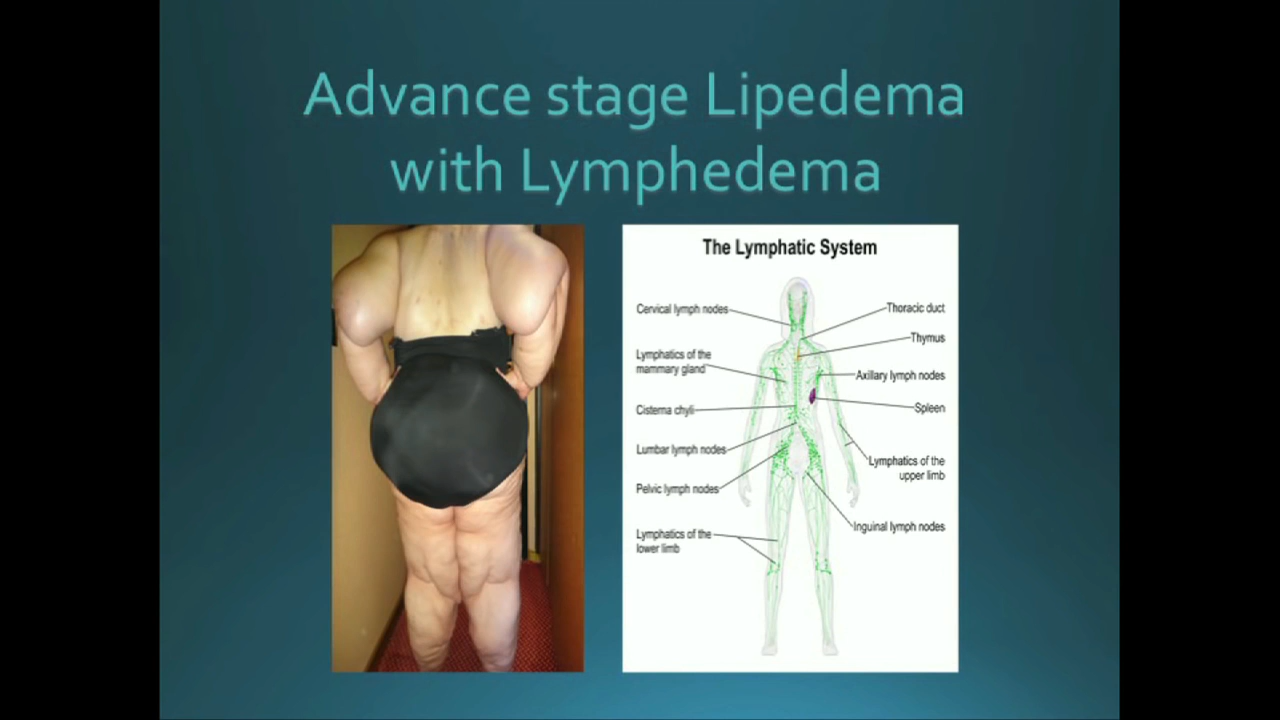 Advance stage Lipedema
with Lymphedema
The Lymphatic System
Cervical lymph nodes
Lymphatics of the
mammary gland
Cisterna chyli
Lumbar lymph nodes
Pelvic lymph nodes
Lymphatics of the
lower limb
Thoracic duct
Thymus
Axillary lymph nodes
Spleen
Lymphatics of the
upper limb
Inguinal lymph nodes